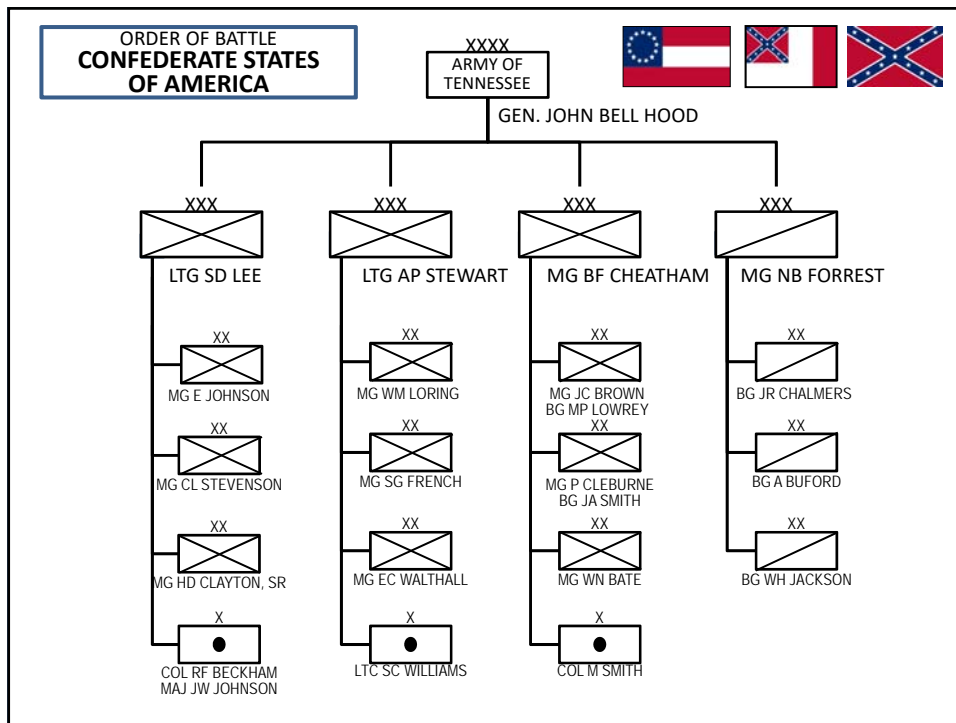 ORDER OF BATTLE
CONFEDERATE STATES
OF AMERICA
XXXX
ARMY OF
TENNESSEE
GEN. JOHN BELL HOOD
XXX
LTG SD LEE
XX
MG E JOHNSON
XX
MG CL STEVENSON
XX
MG HD CLAYTON, SR
X
COL RF BECKHAM
MAJ JW JOHNSON
XXX
LTG AP STEWART
XX
MG WM LORING
XX
MG SG FRENCH
XX
MG EC WALTHALL
X
LTC SC WILLIAMS
XXX
MG BF CHEATHAM
XX
MG JC BROWN
BG MP LOWREY
XX
MG P CLEBURNE
BG JA SMITH
XX
MG WN BATE
X
COL M SMITH
XXX
MG NB FORREST
XX
BG JR CHALMERS
XX
BG A BUFORD
XX
BG WH JACKSON